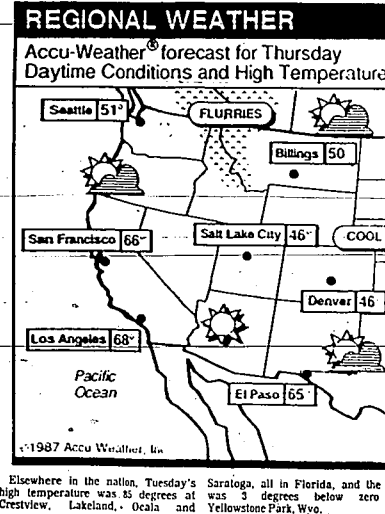 REGIONAL WEATHER
Accu-Weather® forecast for Thursday
Daytime Conditions and High Temperature
Seattle 51°
FLURRIES
Billings 50
San Francisco 66°
Salt Lake City 46°
COOL
Denver 46
Los Angeles 68°
Pacific
Ocean
El Paso 65
©1987 Accu Weather, In
Elsewhere in the nation, Tuesday's
high temperature was 85 degrees at
Crestview, Lakeland, Ocala and
Saratoga, all in Florida, and the
was 3 degrees below zero
Yellowstone Park, Wyo.